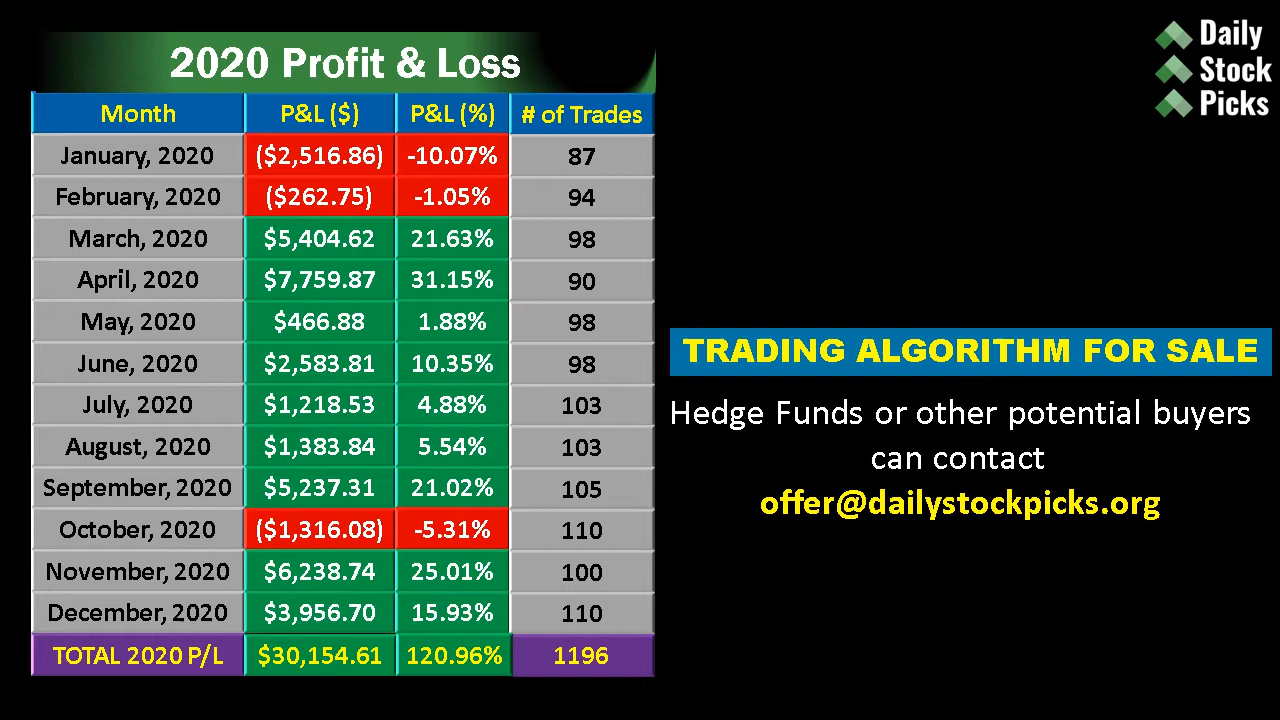 2020 Profit & Loss
Month P&L ($) P&L (%) # of Trades
January, 2020 ($2,516.86) -10.07% 87
February, 2020 ($262.75) -1.05% 94
March, 2020 $5,404.62 21.63% 98
April, 2020 $7,759.87 31.15% 90
May, 2020 $466.88 1.88% 98
June, 2020 $2,583.81 10.35% 98
July, 2020 $1,218.53 4.88% 103
August, 2020 $1,383.84 5.54% 103
September, 2020 $5,237.31 21.02% 105
October, 2020 ($1,316.08) -5.31% 110
November, 2020 $6,238.74 25.01% 100
December, 2020 $3,956.70 15.93% 110
TOTAL 2020 P/L $30,154.61 120.96% 1196
Daily
Stock
Picks
TRADING ALGORITHM FOR SALE
Hedge Funds or other potential buyers
can contact
offer@dailystockpicks.org